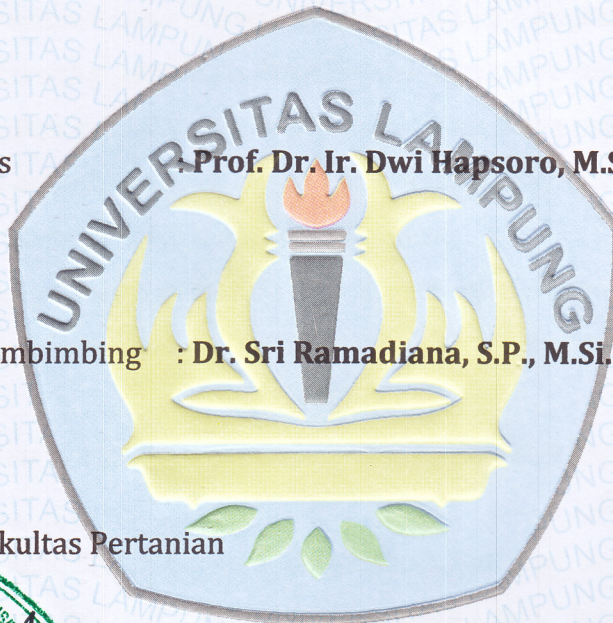 UNIVERSITAS LAMPUNG
s : Prof. Dr. Ir. Dwi Hapsoro, M.S
mbimbing : Dr. Sri Ramadiana, S.P., M.Si.
kultas Pertanian